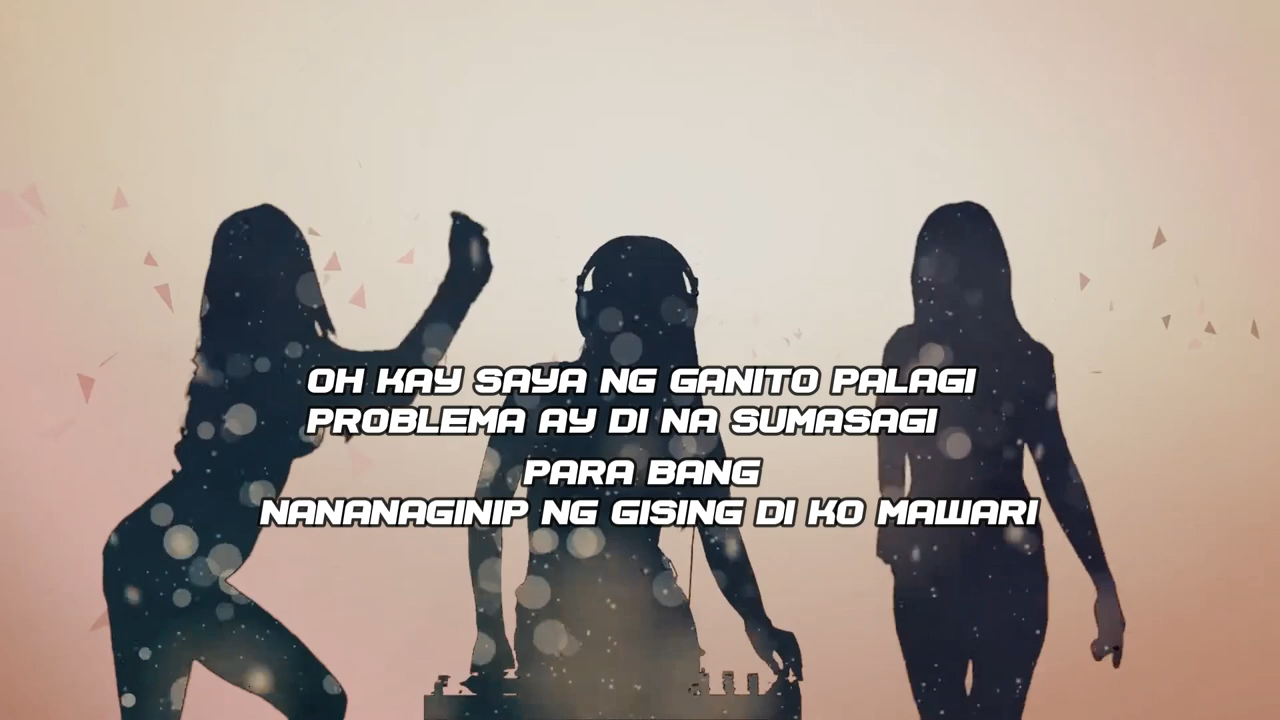 OH KAY SAYA NG GANITO PALAGI
PROBLEMA AY DI NA SUMASAGI
PARA BANG
NANANAGINIP NG GISING DI KO MAWARI